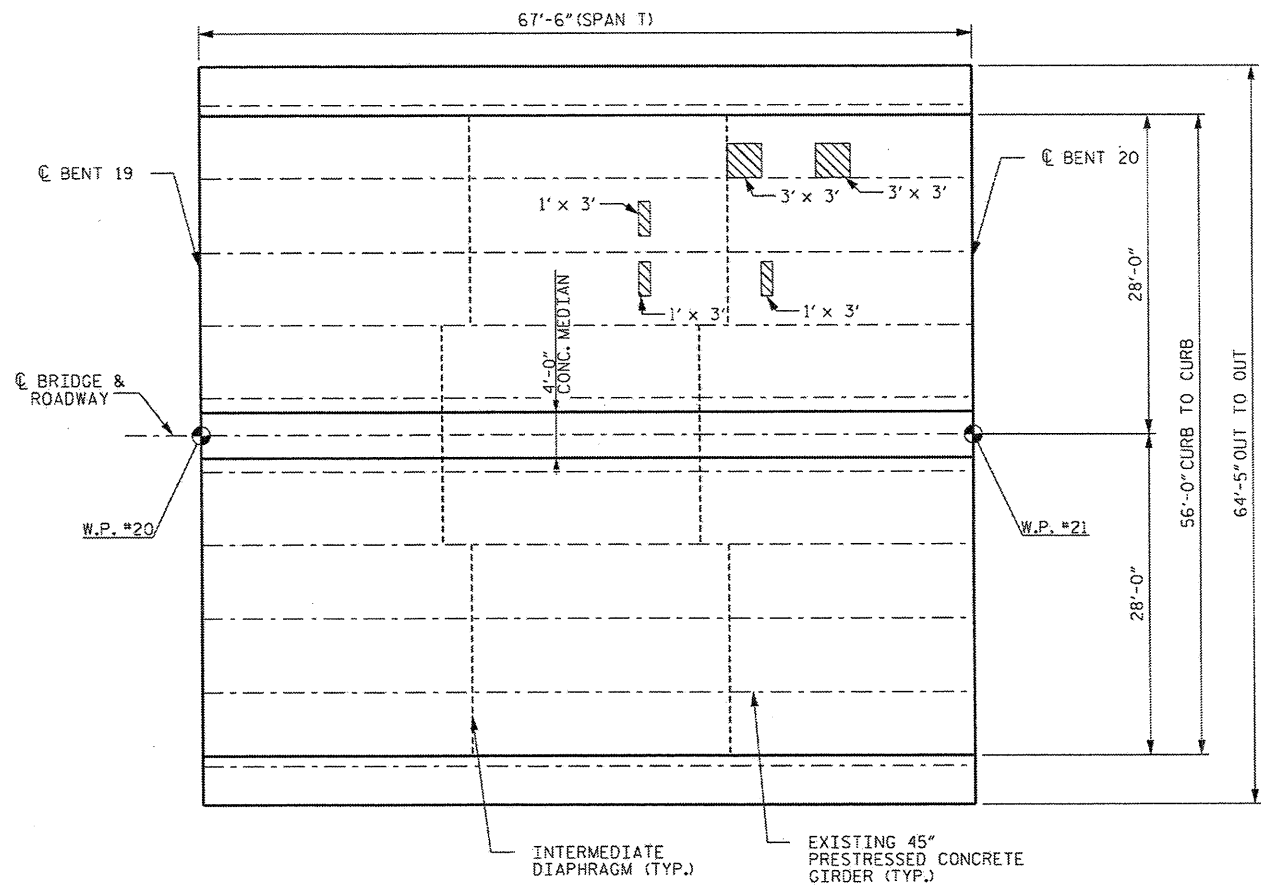 67'-6" (SPAN T)
℄ BENT 19
℄ BENT 20
3' x 3'
3' x 3'
1' x 3'
1' x 3'
1' x 3'
4'-0"
CONC. MEDIAN
28'-0"
56'-0" CURB TO CURB
64'-5" OUT TO OUT
℄ BRIDGE &
ROADWAY
W.P. #20
W.P. #21
28'-0"
INTERMEDIATE
DIAPHRAGM (TYP.)
EXISTING 45"
PRESTRESSED CONCRETE
GIRDER (TYP.)